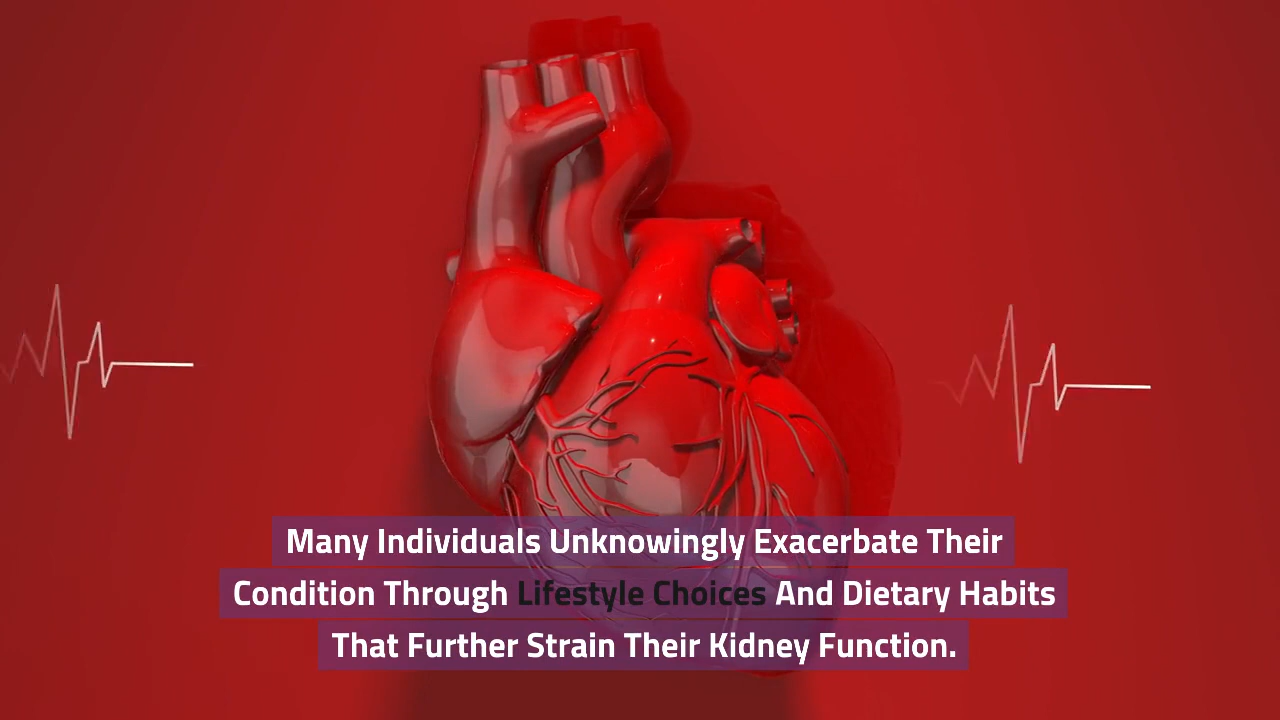 Many Individuals Unknowingly Exacerbate Their
Condition Through Lifestyle Choices And Dietary Habits
That Further Strain Their Kidney Function.